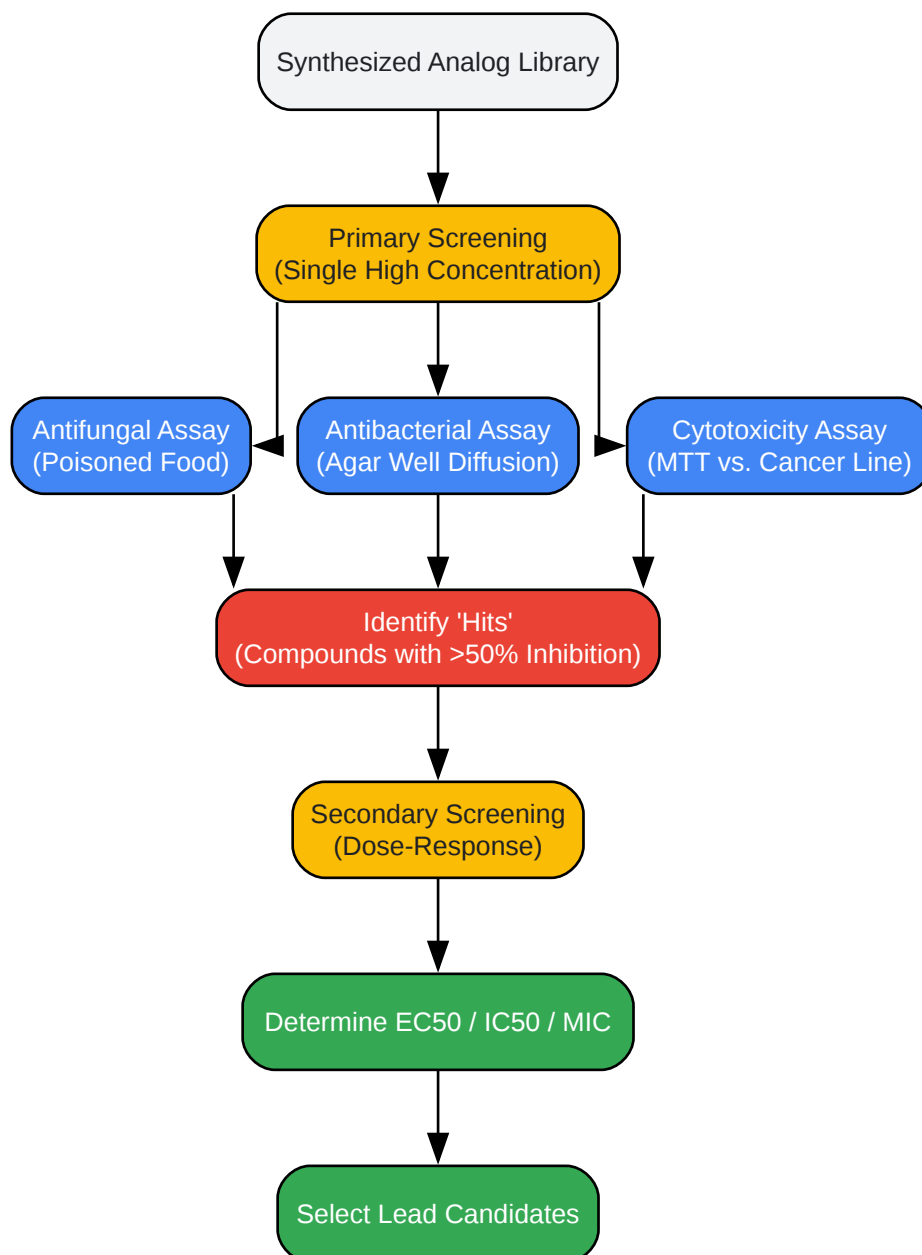 Synthesized Analog Library
Primary Screening
(Single High Concentration)
Antifungal Assay
(Poisoned Food)
Antibacterial Assay
(Agar Well Diffusion)
Cytotoxicity Assay
(MTT vs. Cancer Line)
Identify 'Hits'
(Compounds with >50% Inhibition)
Secondary Screening
(Dose-Response)
Determine EC50 / IC50 / MIC
Select Lead Candidates